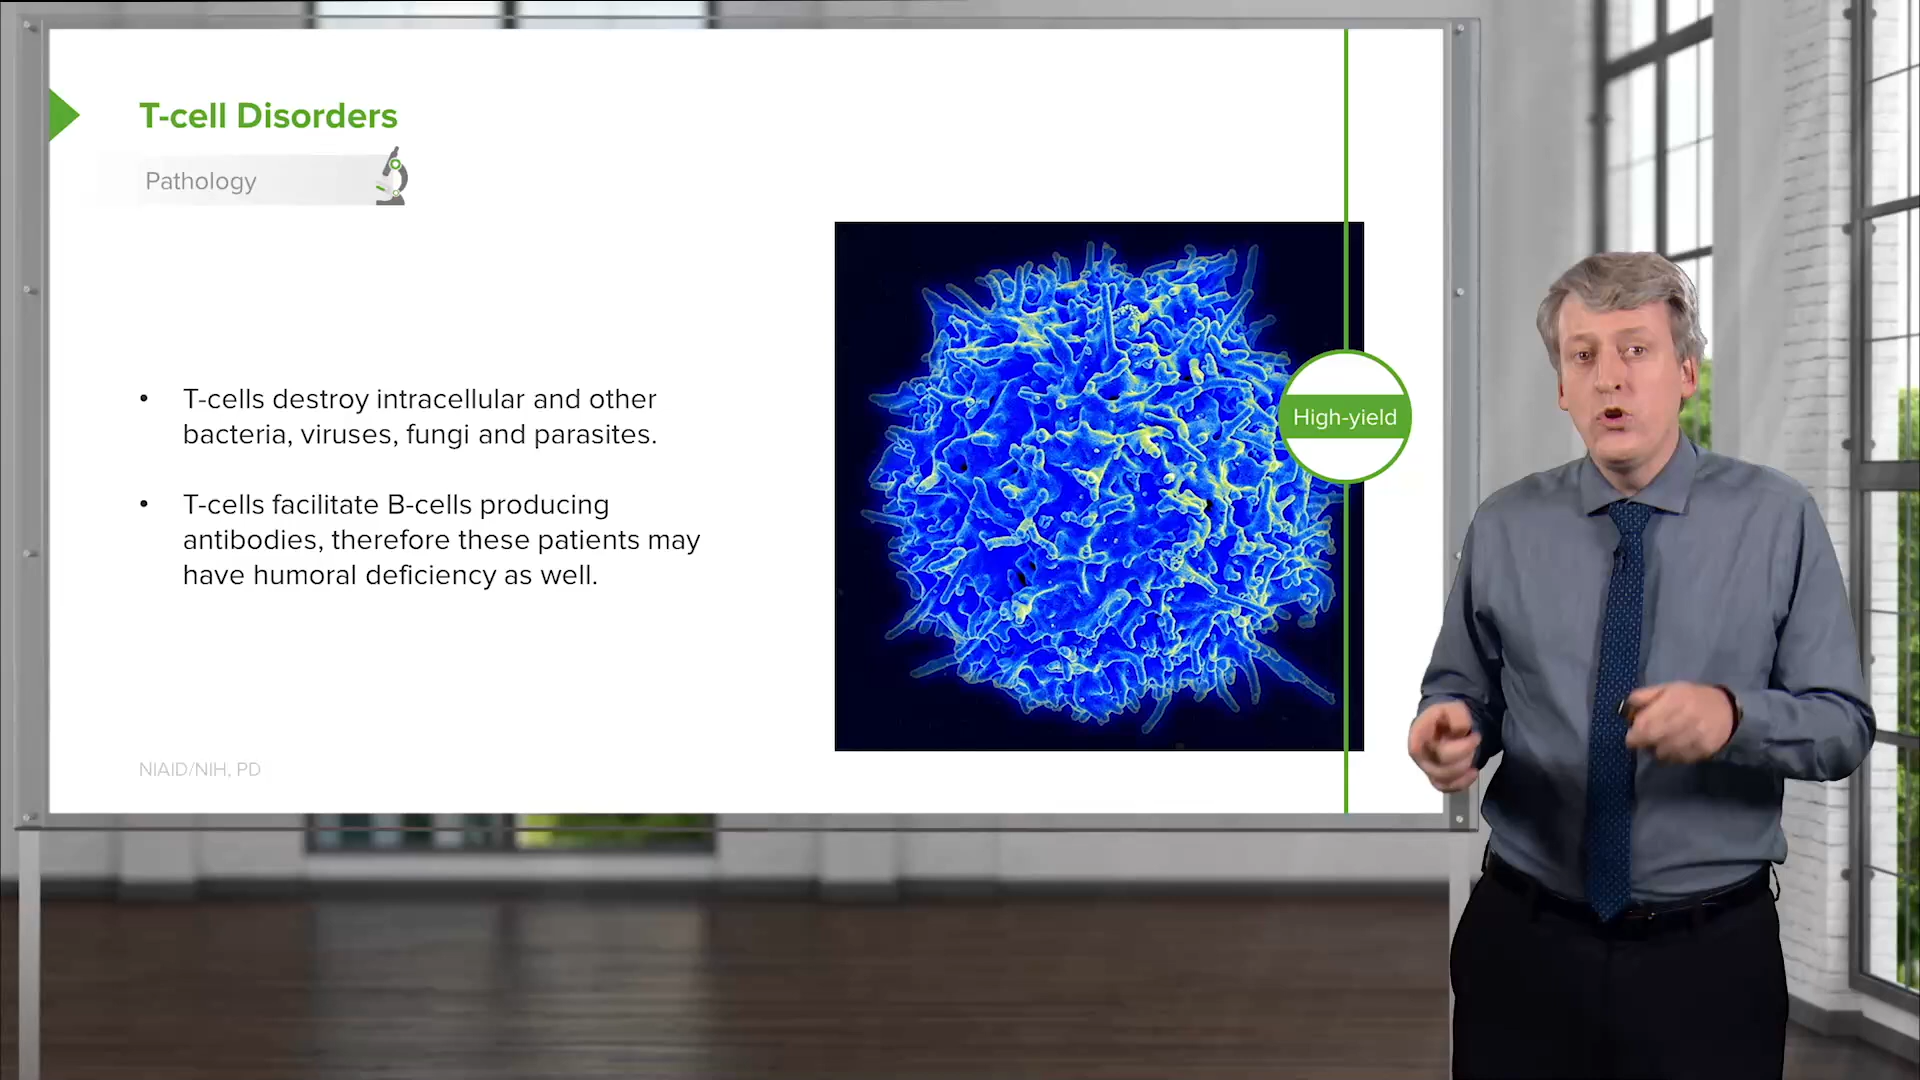 T-cell Disorders
Pathology
• T-cells destroy intracellular and other
bacteria, viruses, fungi and parasites.
• T-cells facilitate B-cells producing
antibodies, therefore these patients may
have humoral deficiency as well.
High-yield
NIAID/NIH, PD